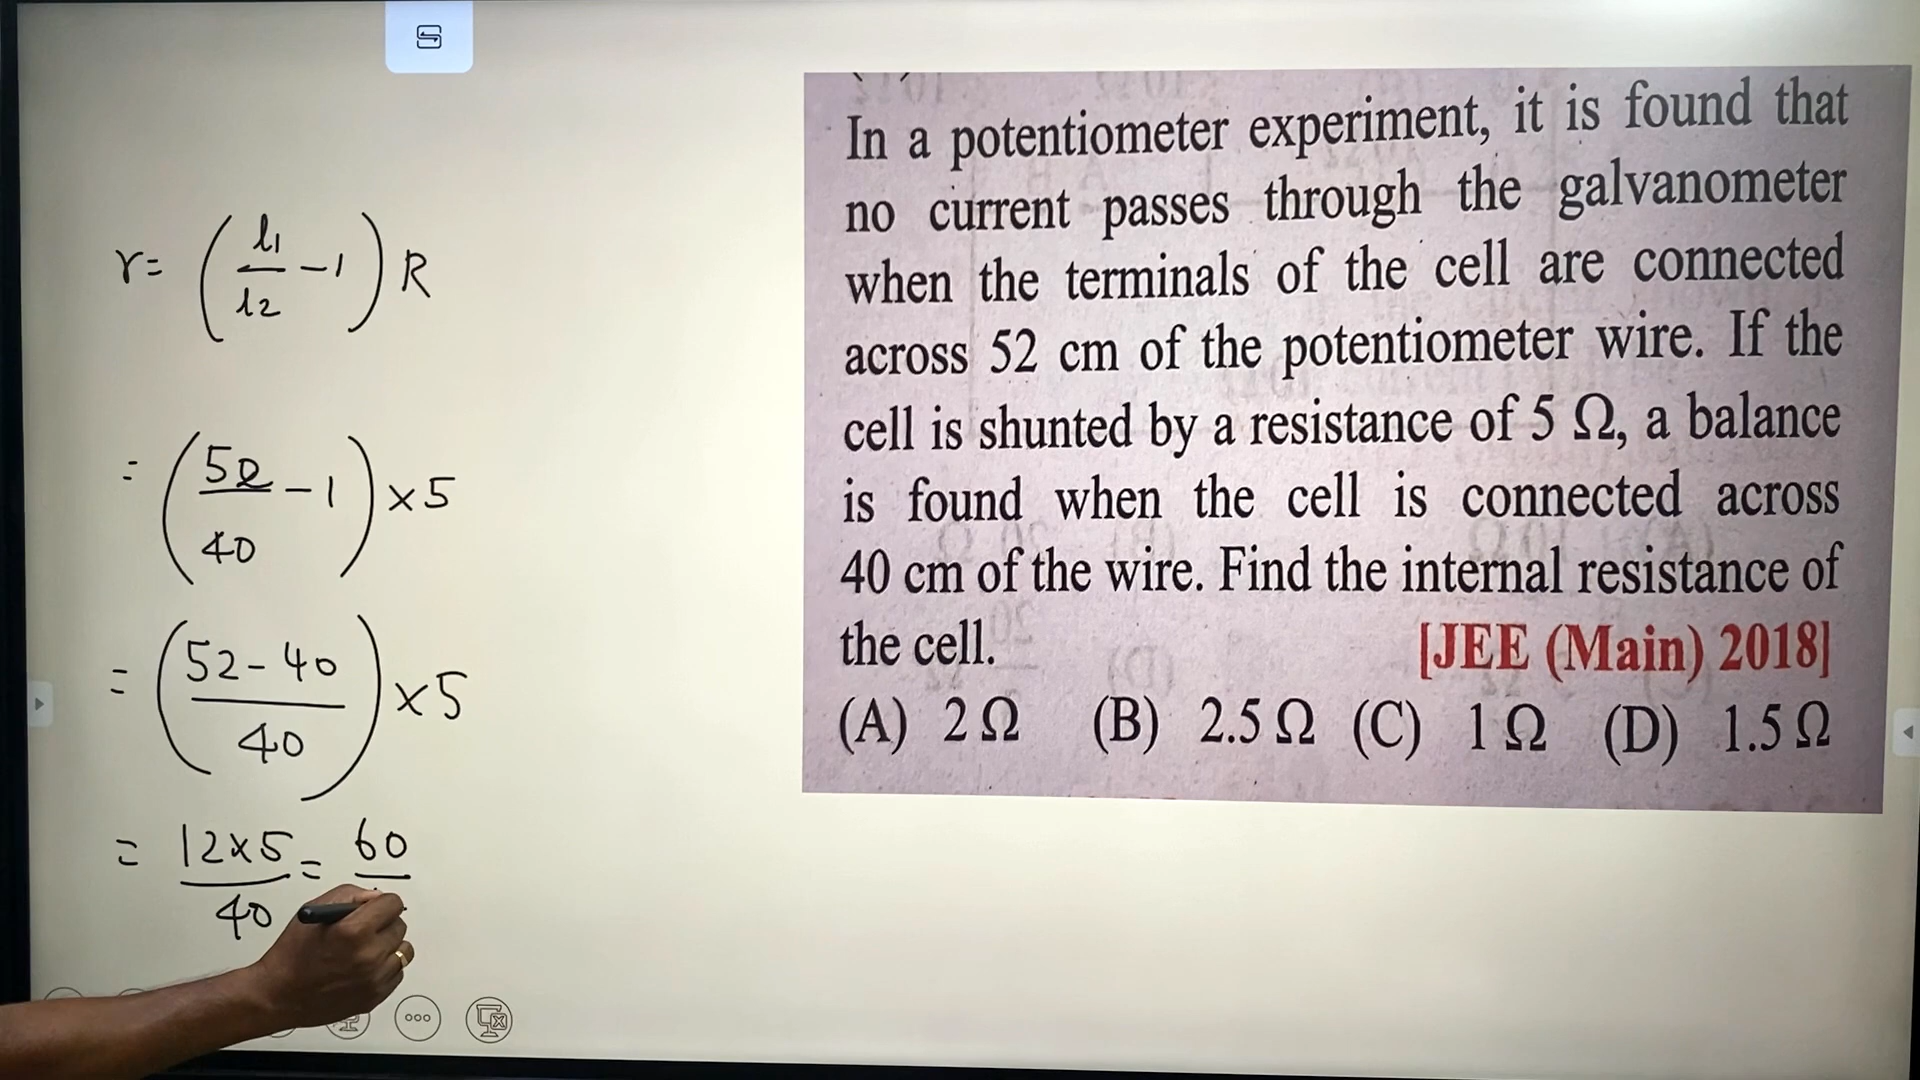 r = (l1/l2 - 1) R
= (52/40 - 1) × 5
= (52 - 40 / 40) × 5
= 12×5/40 = 60
In a potentiometer experiment, it is found that
no current passes through the galvanometer
when the terminals of the cell are connected
across 52 cm of the potentiometer wire. If the
cell is shunted by a resistance of 5 Ω, a balance
is found when the cell is connected across
40 cm of the wire. Find the internal resistance of
the cell. [JEE (Main) 2018]
(A) 2 Ω (B) 2.5 Ω (C) 1 Ω (D) 1.5 Ω